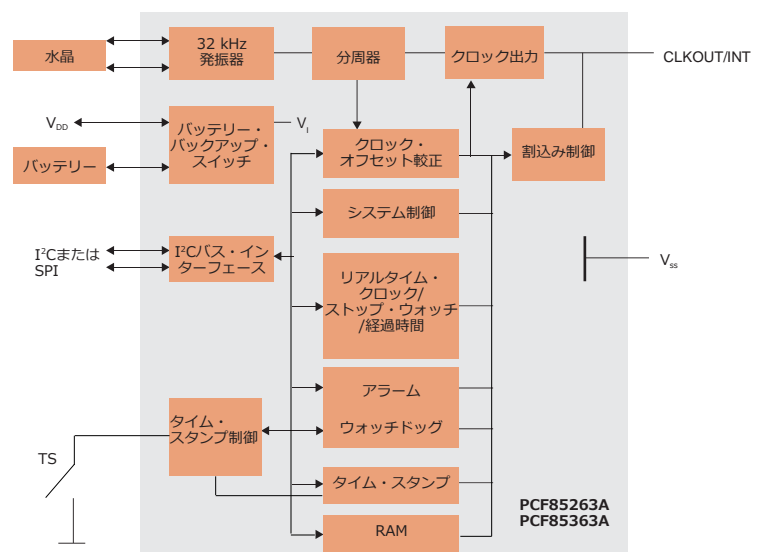 水晶
32 kHz
発振器
分周器
クロック出力
CLKOUT/INT
VDD
バッテリー・
バックアップ・
スイッチ
VI
バッテリー
クロック・
オフセット較正
割込み制御
システム制御
I²Cまたは
SPI
I²Cバス・イン
ターフェース
Vss
リアルタイム・
クロック/
ストップ・ウォッチ
/経過時間
アラーム
ウォッチドッグ
タイム・
スタンプ制御
TS
タイム・スタンプ
RAM
PCF85263A
PCF85363A